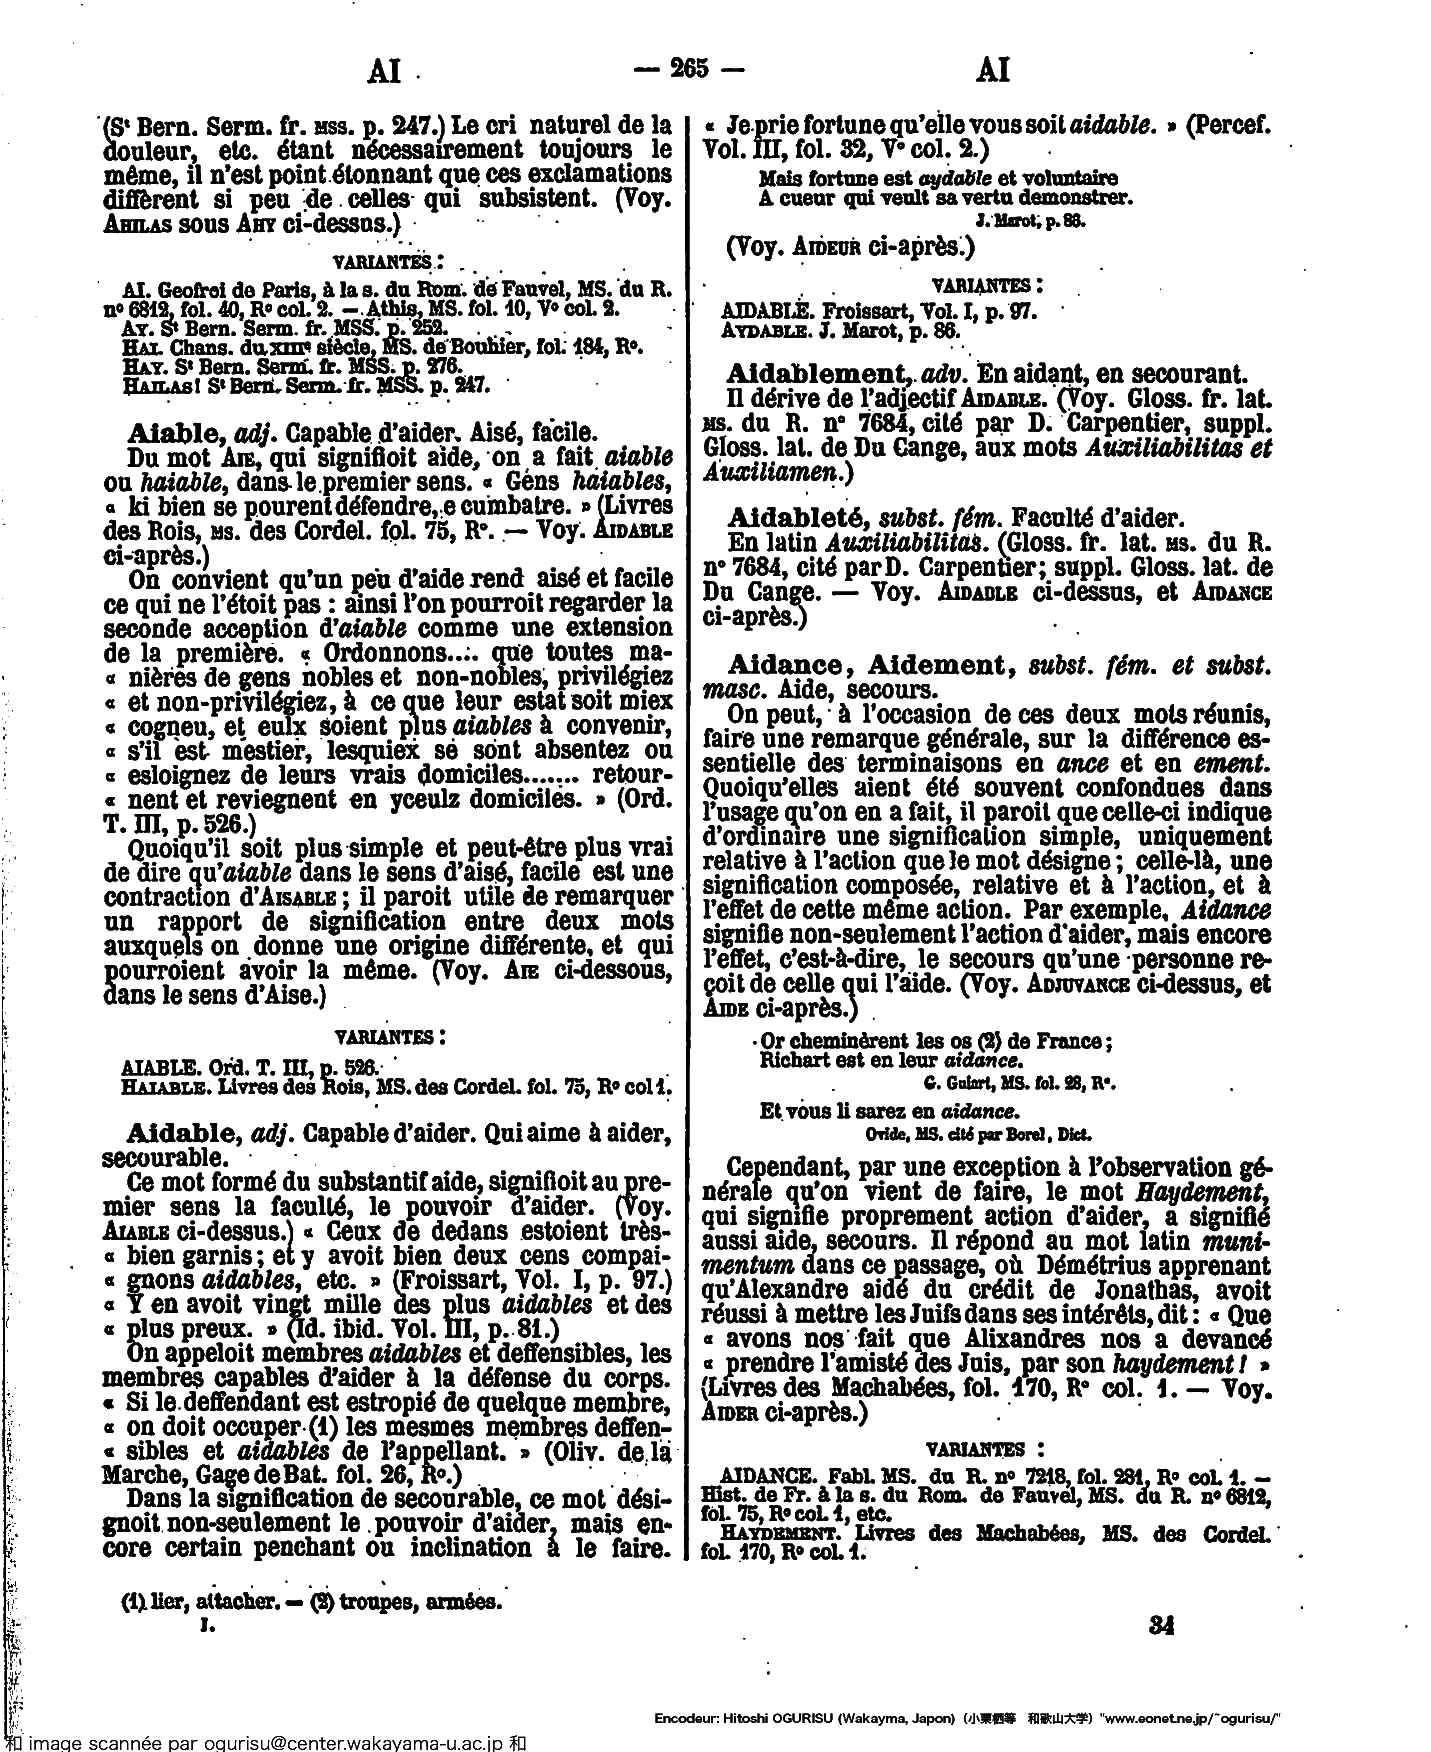 AI
— 265 —
AI
(Sᵗ Bern. Serm. fr. MSS. p. 247.) Le cri naturel de la
douleur, etc. étant nécessairement toujours le
même, il n'est point étonnant que ces exclamations
diffèrent si peu de celles qui subsistent. (Voy.
AHILAS sous AHY ci-dessus.)
VARIANTES :
AI. Geofroi de Paris, à la s. du Rom. de Fauvel, MS. du R.
nº 6812, fol. 40, Rº col. 2. — Athis, MS. fol. 10, Vº col. 2.
AY. Sᵗ Bern. Serm. fr. MSS. p. 252.
HAI. Chans. du XIIIᵉ siècle, MS. de Bouhier, fol. 184, Rº.
HAY. Sᵗ Bern. Serm. fr. MSS. p. 276.
HAILAS! Sᵗ Bern. Serm. fr. MSS. p. 247.
Aiable, adj. Capable d'aider. Aisé, facile.
Du mot AIE, qui signifioit aide, on a fait aiable
ou haiable, dans le premier sens. « Gens haiables,
« ki bien se pourent défendre, e cumbatre. » (Livres
des Rois, MS. des Cordel. fol. 75, Rº. — Voy. AIDABLE
ci-après.)
On convient qu'un peu d'aide rend aisé et facile
ce qui ne l'étoit pas : ainsi l'on pourroit regarder la
seconde acception d'aiable comme une extension
de la première. « Ordonnons.... que toutes ma-
« nières de gens nobles et non-nobles, privilégiez
« et non-privilégiez, à ce que leur estat soit miex
« cogneu, et eulx soient plus aiables à convenir,
« s'il est mestier, lesquiex se sont absentez ou
« esloignez de leurs vrais domiciles....... retour-
« nent et reviegnent en yceulz domiciles. » (Ord.
T. III, p. 526.)
Quoiqu'il soit plus simple et peut-être plus vrai
de dire qu'aiable dans le sens d'aisé, facile est une
contraction d'AISABLE ; il paroit utile de remarquer
un rapport de signification entre deux mots
auxquels on donne une origine différente, et qui
pourroient avoir la même. (Voy. AIE ci-dessous,
dans le sens d'Aise.)
VARIANTES :
AIABLE. Ord. T. III, p. 526.
HAIABLE. Livres des Rois, MS. des Cordel. fol. 75, Rº col 1.
Aidable, adj. Capable d'aider. Qui aime à aider,
secourable.
Ce mot formé du substantif aide, signifioit au pre-
mier sens la faculté, le pouvoir d'aider. (Voy.
AIABLE ci-dessus.) « Ceux de dedans estoient très-
« bien garnis ; et y avoit bien deux cens compai-
« gnons aidables, etc. » (Froissart, Vol. I, p. 97.)
« Y en avoit vingt mille des plus aidables et des
« plus preux. » (Id. ibid. Vol. III, p. 81.)
On appeloit membres aidables et deffensibles, les
membres capables d'aider à la défense du corps.
« Si le deffendant est estropié de quelque membre,
« on doit occuper (1) les mesmes membres deffen-
« sibles et aidables de l'appellant. » (Oliv. de la
Marche, Gage de Bat. fol. 26, Rº.)
Dans la signification de secourable, ce mot dési-
gnoit non-seulement le pouvoir d'aider, mais en-
core certain penchant ou inclination à le faire.
« Je prie fortune qu'elle vous soit aidable. » (Percef.
Vol. III, fol. 32, Vº col. 2.)
Mais fortune est aydable et voluntaire
A cueur qui veult sa vertu demonstrer.
J. Marot, p. 86.
(Voy. AIDEUR ci-après.)
VARIANTES :
AIDABLE. Froissart, Vol. I, p. 97.
AYDABLE. J. Marot, p. 86.
Aidablement, adv. En aidant, en secourant.
Il dérive de l'adjectif AIDABLE. (Voy. Gloss. fr. lat.
MS. du R. nº 7684, cité par D. Carpentier, suppl.
Gloss. lat. de Du Cange, aux mots Auxiliabilitas et
Auxiliamen.)
Aidableté, subst. fém. Faculté d'aider.
En latin Auxiliabilitas. (Gloss. fr. lat. MS. du R.
nº 7684, cité par D. Carpentier ; suppl. Gloss. lat. de
Du Cange. — Voy. AIDADLE ci-dessus, et AIDANCE
ci-après.)
Aidance, Aidement, subst. fém. et subst.
masc. Aide, secours.
On peut, à l'occasion de ces deux mots réunis,
faire une remarque générale, sur la différence es-
sentielle des terminaisons en ance et en ement.
Quoiqu'elles aient été souvent confondues dans
l'usage qu'on en a fait, il paroit que celle-ci indique
d'ordinaire une signification simple, uniquement
relative à l'action que le mot désigne ; celle-là, une
signification composée, relative et à l'action, et à
l'effet de cette même action. Par exemple, Aidance
signifie non-seulement l'action d'aider, mais encore
l'effet, c'est-à-dire, le secours qu'une personne re-
çoit de celle qui l'aide. (Voy. ADJUVANCE ci-dessus, et
AIDE ci-après.)
Or cheminèrent les os (2) de France ;
Richart est en leur aidance.
G. Guiart, MS. fol. 28, Rº.
Et vous li sarez en aidance.
Ovide, MS. cité par Borel, Dict.
Cependant, par une exception à l'observation gé-
nérale qu'on vient de faire, le mot Haydement,
qui signifie proprement action d'aider, a signifié
aussi aide, secours. Il répond au mot latin muni-
mentum dans ce passage, où Démétrius apprenant
qu'Alexandre aidé du crédit de Jonathas, avoit
réussi à mettre les Juifs dans ses intérêts, dit : « Que
« avons nos fait que Alixandres nos a devancé
« prendre l'amisté des Juis, par son haydement ! »
(Livres des Machabées, fol. 170, Rº col. 1. — Voy.
AIDER ci-après.)
VARIANTES :
AIDANCE. Fabl. MS. du R. nº 7218, fol. 281, Rº col. 1. —
Hist. de Fr. à la s. du Rom. de Fauvel, MS. du R. nº 6812,
fol. 75, Rº col. 1, etc.
HAYDEMENT. Livres des Machabées, MS. des Cordel.
fol. 170, Rº col. 1.
(1) lier, attacher. — (2) troupes, armées.
I.
34
Encodeur: Hitoshi OGURISU (Wakayma, Japon) (小栗栖等 和歌山大学) "www.eonet.ne.jp/~ogurisu/"
和 image scannée par ogurisu@center.wakayama-u.ac.jp 和